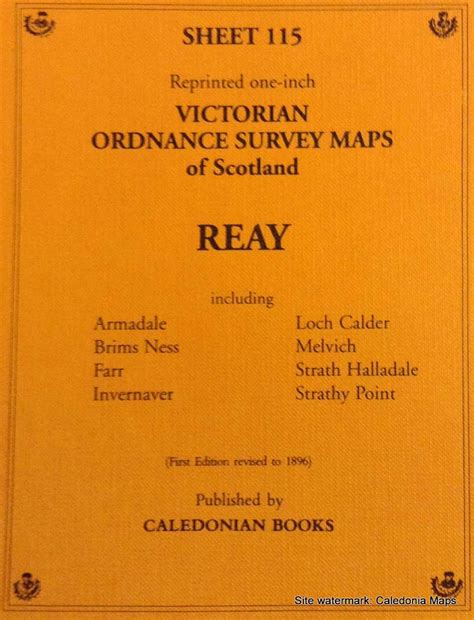 SHEET 115
Reprinted one-inch
VICTORIAN
ORDNANCE SURVEY MAPS
of Scotland
REAY
including
Armadale
Brims Ness
Farr
Invernaver
Loch Calder
Melvich
Strath Halladale
Strathy Point
(First Edition revised to 1896)
Published by
CALEDONIAN BOOKS
Site watermark: Caledonia Maps